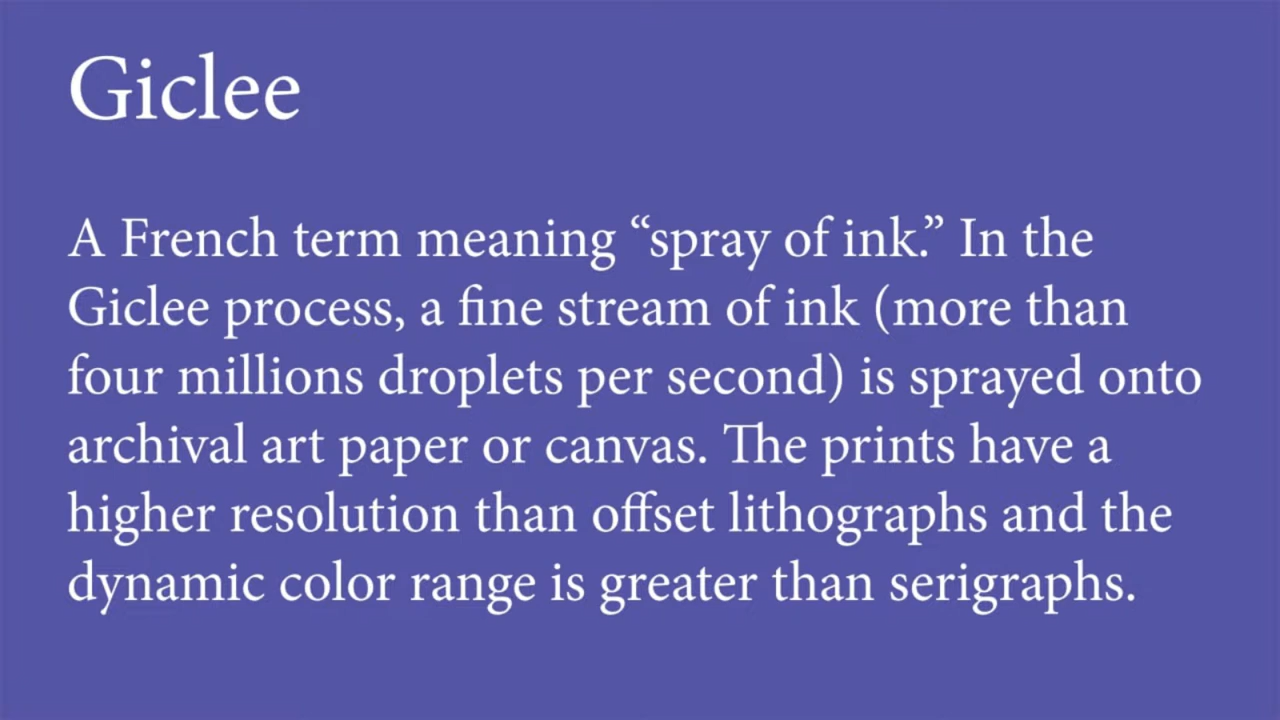 Giclee
A French term meaning “spray of ink.” In the
Giclee process, a fine stream of ink (more than
four millions droplets per second) is sprayed onto
archival art paper or canvas. The prints have a
higher resolution than offset lithographs and the
dynamic color range is greater than serigraphs.